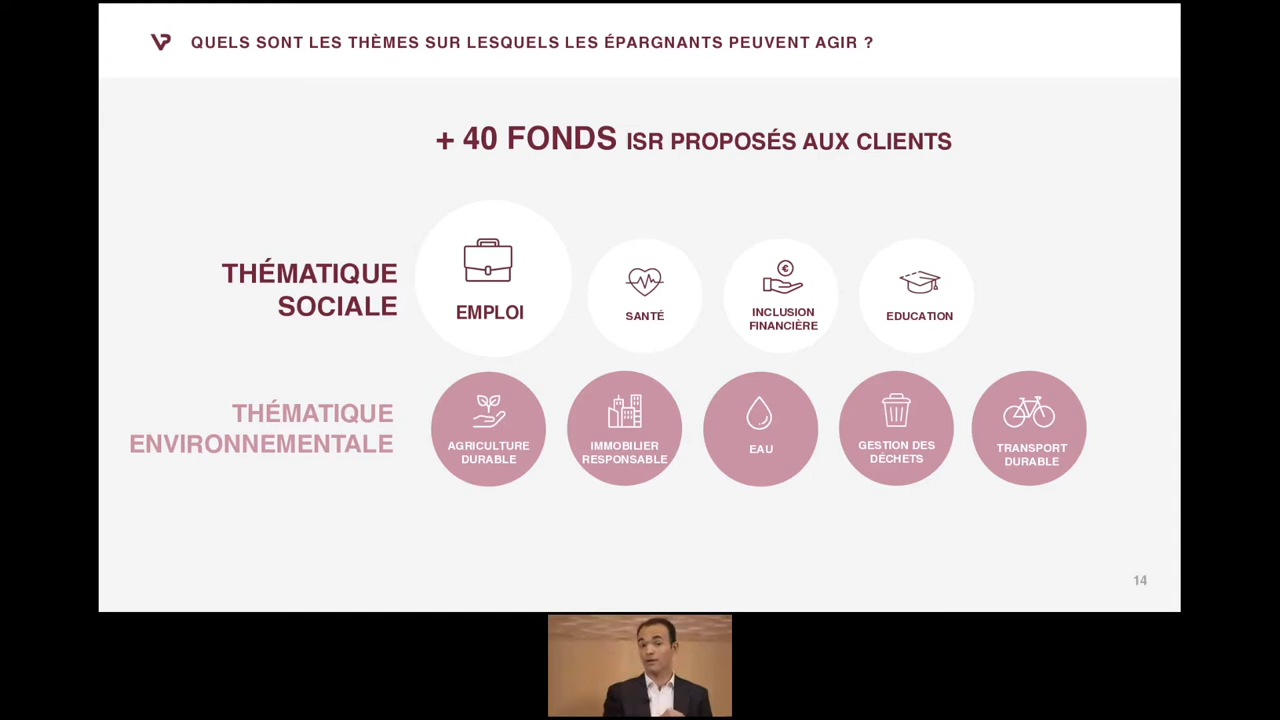 VP
QUELS SONT LES THÈMES SUR LESQUELS LES ÉPARGNANTS PEUVENT AGIR ?
+ 40 FONDS ISR PROPOSÉS AUX CLIENTS
THÉMATIQUE
SOCIALE
EMPLOI
SANTÉ
INCLUSION
FINANCIÈRE
EDUCATION
THÉMATIQUE
ENVIRONNEMENTALE
AGRICULTURE
DURABLE
IMMOBILIER
RESPONSABLE
EAU
GESTION DES
DÉCHETS
TRANSPORT
DURABLE
14